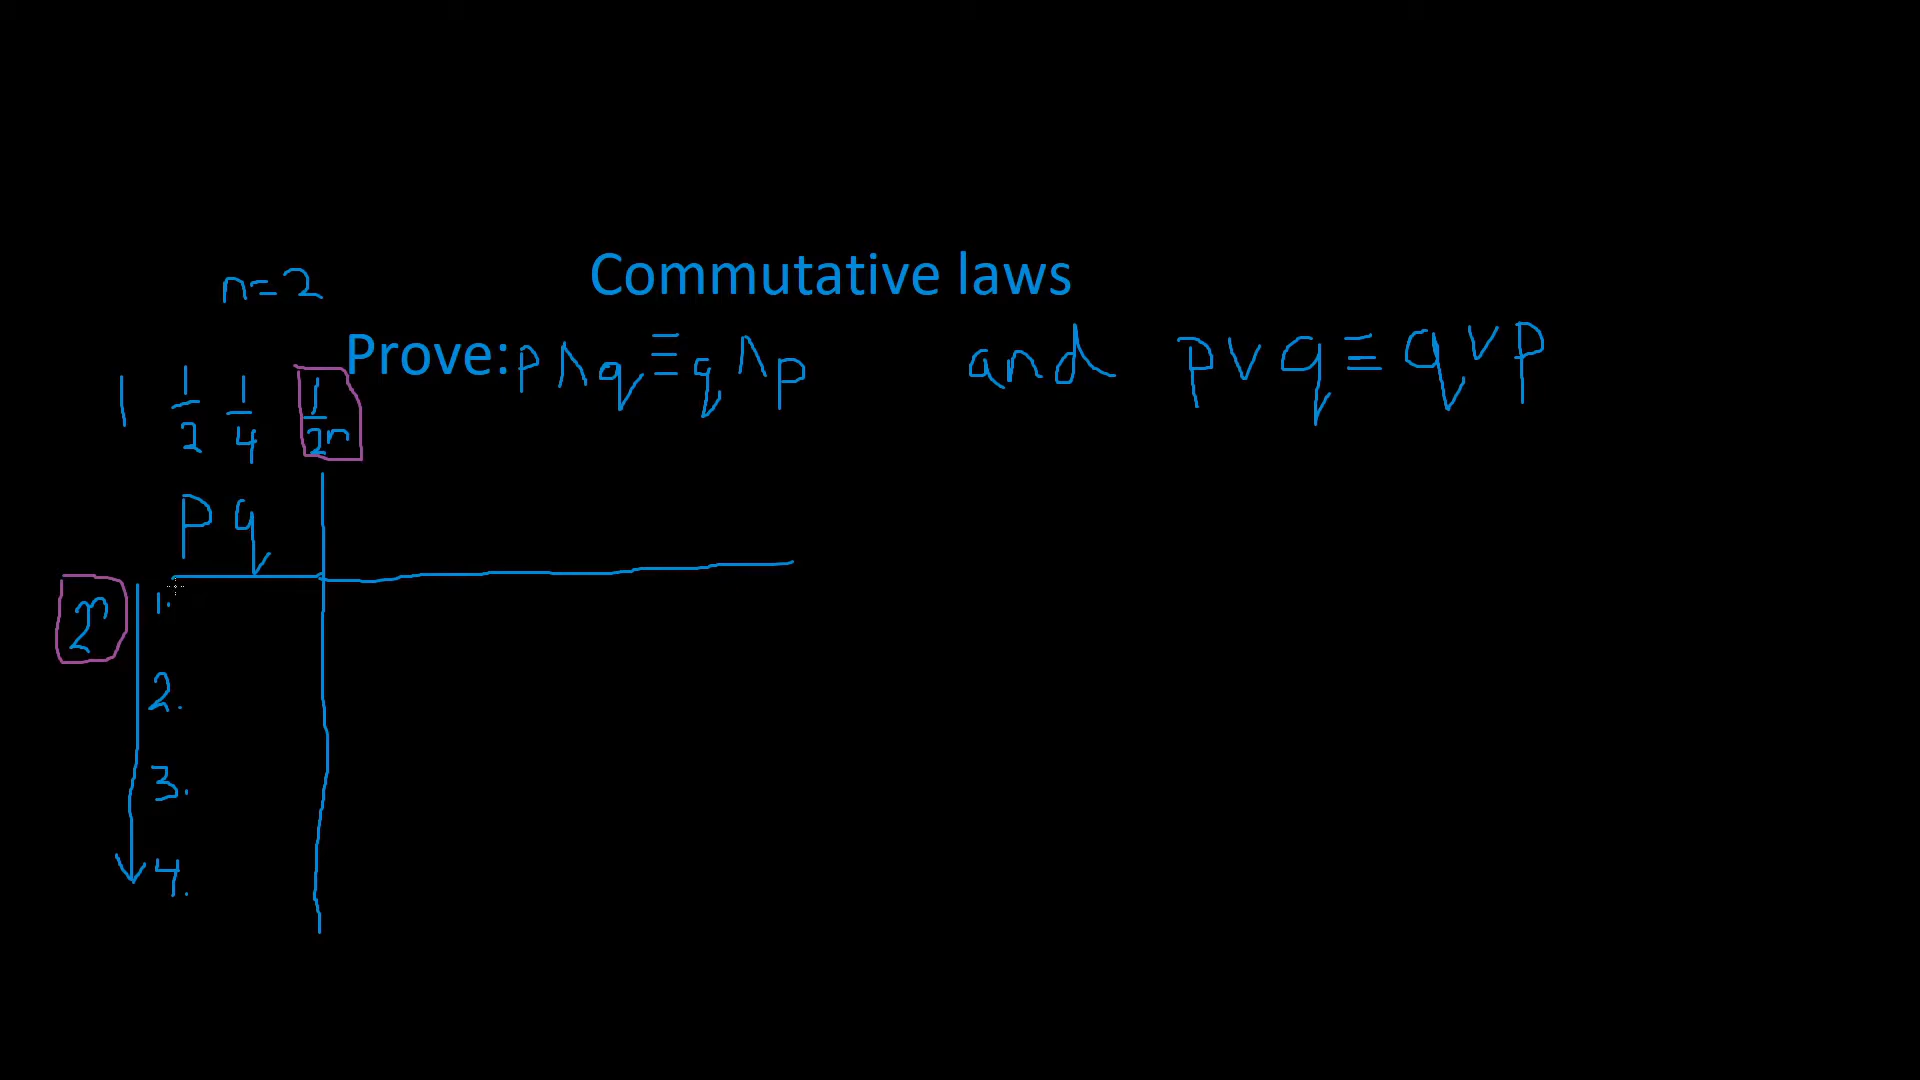 n=2
Commutative laws
Prove: p∧q≡q∧p and p∨q≡q∨p
1 1/2 1/4 1/2n
p q
2ⁿ
1.
2.
3.
4.